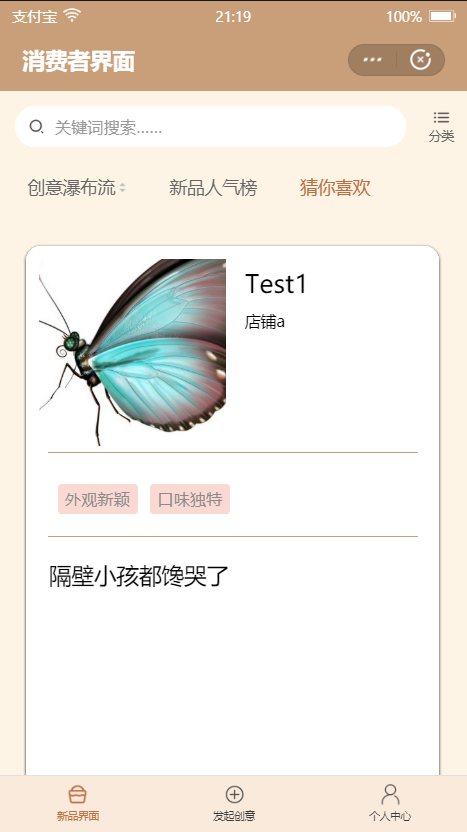 支付宝 21:19 100%
消费者界面
关键词搜索…… 分类
创意瀑布流 新品人气榜 猜你喜欢
Test1
店铺a
外观新颖 口味独特
隔壁小孩都馋哭了
新品界面 发起创意 个人中心